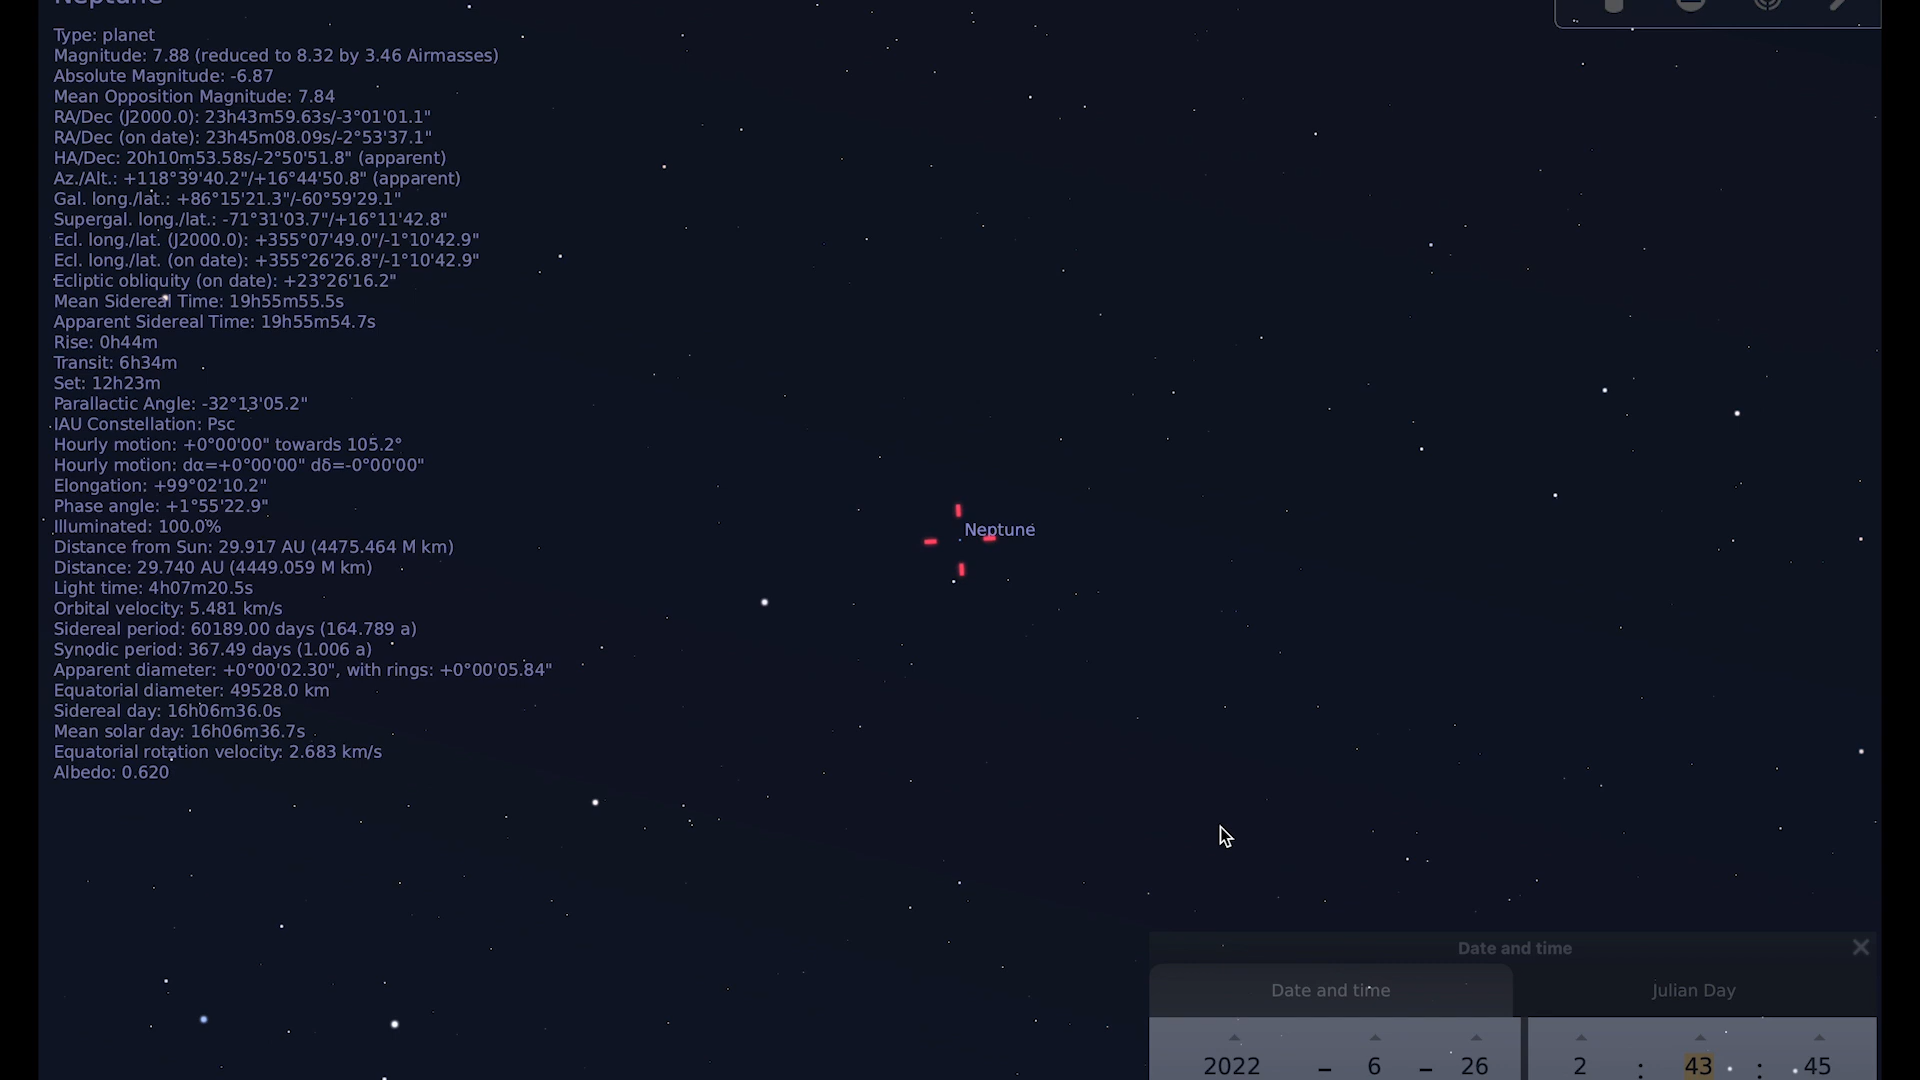 Neptune
Type: planet
Magnitude: 7.88 (reduced to 8.32 by 3.46 Airmasses)
Absolute Magnitude: -6.87
Mean Opposition Magnitude: 7.84
RA/Dec (J2000.0): 23h43m59.63s/-3°01'01.1"
RA/Dec (on date): 23h45m08.09s/-2°53'37.1"
HA/Dec: 20h10m53.58s/-2°50'51.8" (apparent)
Az./Alt.: +118°39'40.2"/+16°44'50.8" (apparent)
Gal. long./lat.: +86°15'21.3"/-60°59'29.1"
Supergal. long./lat.: -71°31'03.7"/+16°11'42.8"
Ecl. long./lat. (J2000.0): +355°07'49.0"/-1°10'42.9"
Ecl. long./lat. (on date): +355°26'26.8"/-1°10'42.9"
Ecliptic obliquity (on date): +23°26'16.2"
Mean Sidereal Time: 19h55m55.5s
Apparent Sidereal Time: 19h55m54.7s
Rise: 0h44m
Transit: 6h34m
Set: 12h23m
Parallactic Angle: -32°13'05.2"
IAU Constellation: Psc
Hourly motion: +0°00'00" towards 105.2°
Hourly motion: dα=+0°00'00" dδ=-0°00'00"
Elongation: +99°02'10.2"
Phase angle: +1°55'22.9"
Illuminated: 100.0%
Distance from Sun: 29.917 AU (4475.464 M km)
Distance: 29.740 AU (4449.059 M km)
Light time: 4h07m20.5s
Orbital velocity: 5.481 km/s
Sidereal period: 60189.00 days (164.789 a)
Synodic period: 367.49 days (1.006 a)
Apparent diameter: +0°00'02.30", with rings: +0°00'05.84"
Equatorial diameter: 49528.0 km
Sidereal day: 16h06m36.0s
Mean solar day: 16h06m36.7s
Equatorial rotation velocity: 2.683 km/s
Albedo: 0.620
Neptune
Date and time
Date and time Julian Day
2022 – 6 – 26 2 : 43 : 45